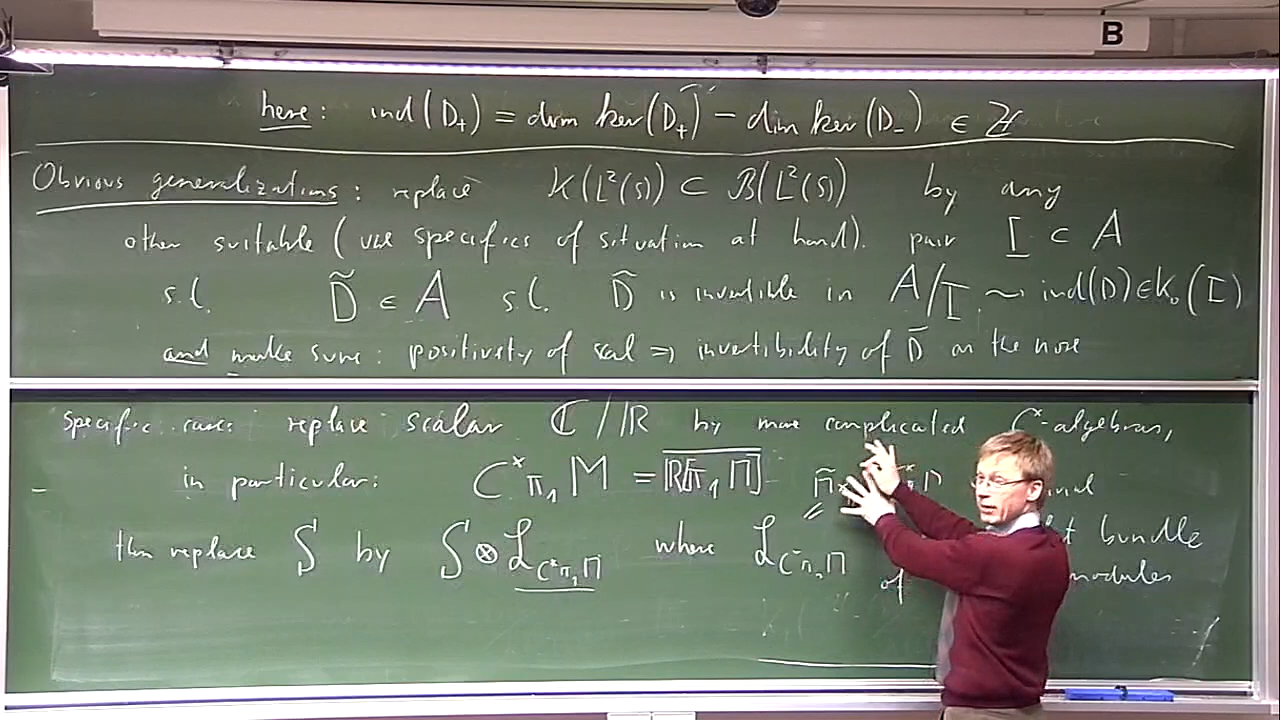 B
here: ind(D₊) = dim ker(D₊) − dim ker(D₋) ∈ ℤ
Obvious generalizations: replace K(L²(S)) ⊂ B(L²(S)) by any
other suitable (use specifics of situation at hand). pair I ⊂ A
s.t. D̃ ∈ A s.t. D̃ is invertible in A/I ⇝ ind(D) ∈ K₀(I)
and make sure: positivity of scal ⇒ invertibility of D̃ on the nose
specific cases: replace scalar ℂ/ℝ by more complicated C*-algebras,
in particular: C*π₁M = ℝ[π₁M]
then replace S by S⊗ℒ_{C*π₁M} where ℒ_{C*π₁M} bundle
of modules